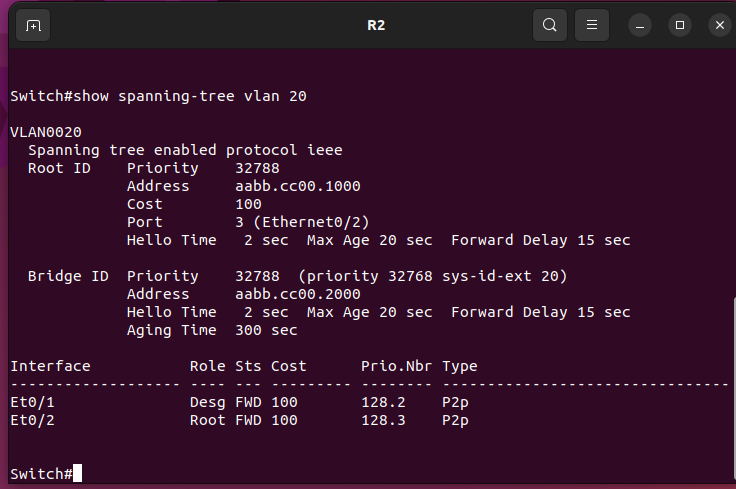 R2
Switch#show spanning-tree vlan 20
VLAN0020
  Spanning tree enabled protocol ieee
  Root ID    Priority    32788
             Address     aabb.cc00.1000
             Cost        100
             Port        3 (Ethernet0/2)
             Hello Time   2 sec  Max Age 20 sec  Forward Delay 15 sec
  Bridge ID  Priority    32788  (priority 32768 sys-id-ext 20)
             Address     aabb.cc00.2000
             Hello Time   2 sec  Max Age 20 sec  Forward Delay 15 sec
             Aging Time  300 sec
Interface           Role Sts Cost      Prio.Nbr Type
------------------- ---- --- --------- -------- --------------------------------
Et0/1               Desg FWD 100       128.2    P2p
Et0/2               Root FWD 100       128.3    P2p
Switch#